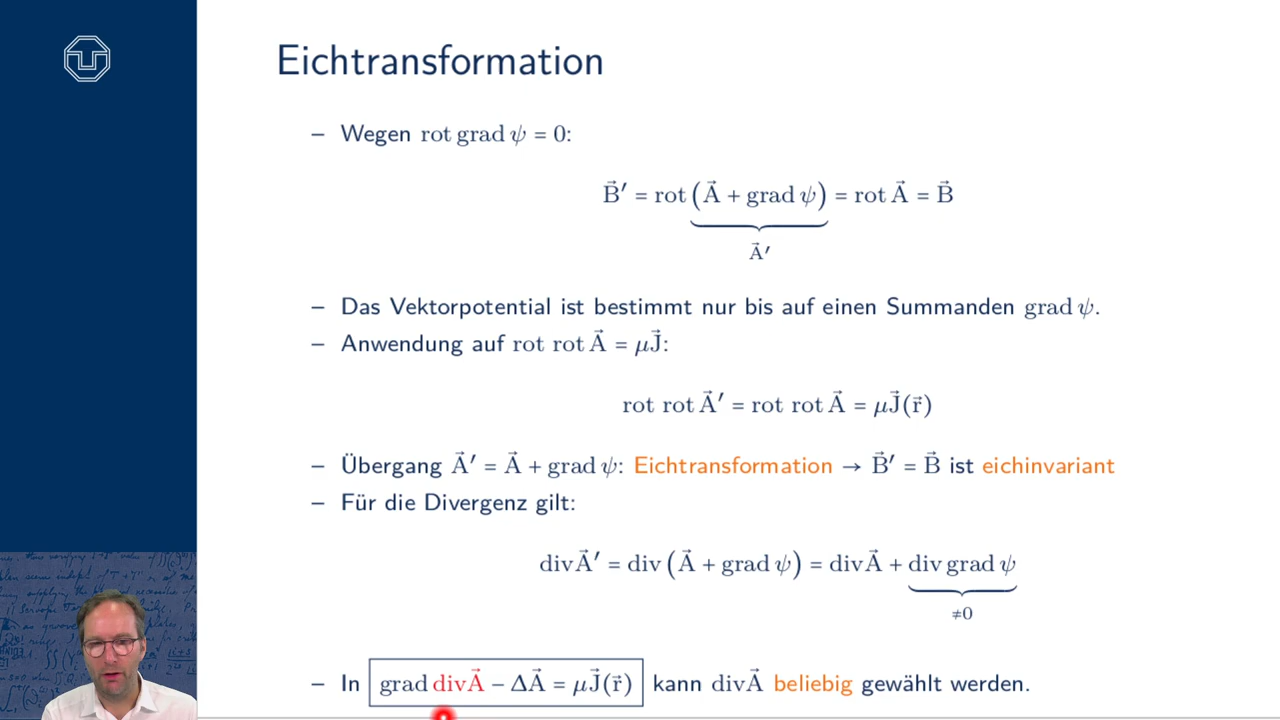 Eichtransformation
– Wegen rot grad ψ = 0:
B⃗′ = rot (A⃗ + grad ψ) = rot A⃗ = B⃗
A⃗′
– Das Vektorpotential ist bestimmt nur bis auf einen Summanden grad ψ.
– Anwendung auf rot rot A⃗ = μJ⃗:
rot rot A⃗′ = rot rot A⃗ = μJ⃗(r⃗)
– Übergang A⃗′ = A⃗ + grad ψ: Eichtransformation → B⃗′ = B⃗ ist eichinvariant
– Für die Divergenz gilt:
divA⃗′ = div (A⃗ + grad ψ) = divA⃗ + div grad ψ
≠0
– In grad divA⃗ − ΔA⃗ = μJ⃗(r⃗) kann divA⃗ beliebig gewählt werden.